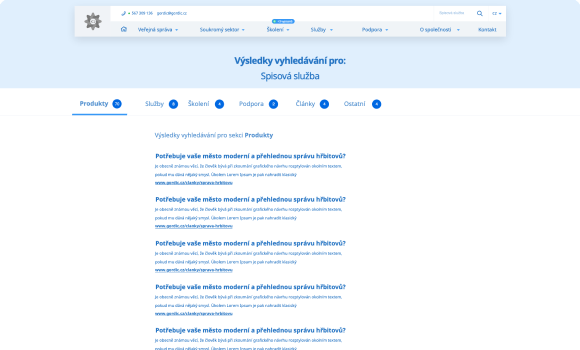 + 567 309 136 gordic@gordic.cz
CZ
Veřejná správa Soukromý sektor Školení Služby Podpora O společnosti Kontakt
Výsledky vyhledávání pro:
Spisová služba
Produkty 70 Služby 8 Školení 4 Podpora 2 Články 4 Ostatní 4
Výsledky vyhledávání pro sekci Produkty
Potřebuje vaše město moderní a přehlednou správu hřbitovů?
Je obecně známou věcí, že člověk bývá při zkoumání grafického návrhu rozptylován okolním textem,
pokud mu dává nějaký smysl. Úkolem Lorem Ipsum je pak nahradit klasický
www.gordic.cz/clanky/sprava-hrbitovu
Potřebuje vaše město moderní a přehlednou správu hřbitovů?
Je obecně známou věcí, že člověk bývá při zkoumání grafického návrhu rozptylován okolním textem,
pokud mu dává nějaký smysl. Úkolem Lorem Ipsum je pak nahradit klasický
www.gordic.cz/clanky/sprava-hrbitovu
Potřebuje vaše město moderní a přehlednou správu hřbitovů?
Je obecně známou věcí, že člověk bývá při zkoumání grafického návrhu rozptylován okolním textem,
pokud mu dává nějaký smysl. Úkolem Lorem Ipsum je pak nahradit klasický
www.gordic.cz/clanky/sprava-hrbitovu
Potřebuje vaše město moderní a přehlednou správu hřbitovů?
Je obecně známou věcí, že člověk bývá při zkoumání grafického návrhu rozptylován okolním textem,
pokud mu dává nějaký smysl. Úkolem Lorem Ipsum je pak nahradit klasický
www.gordic.cz/clanky/sprava-hrbitovu
Potřebuje vaše město moderní a přehlednou správu hřbitovů?
Je obecně známou věcí, že člověk bývá při zkoumání grafického návrhu rozptylován okolním textem,
pokud mu dává nějaký smysl. Úkolem Lorem Ipsum je pak nahradit klasický